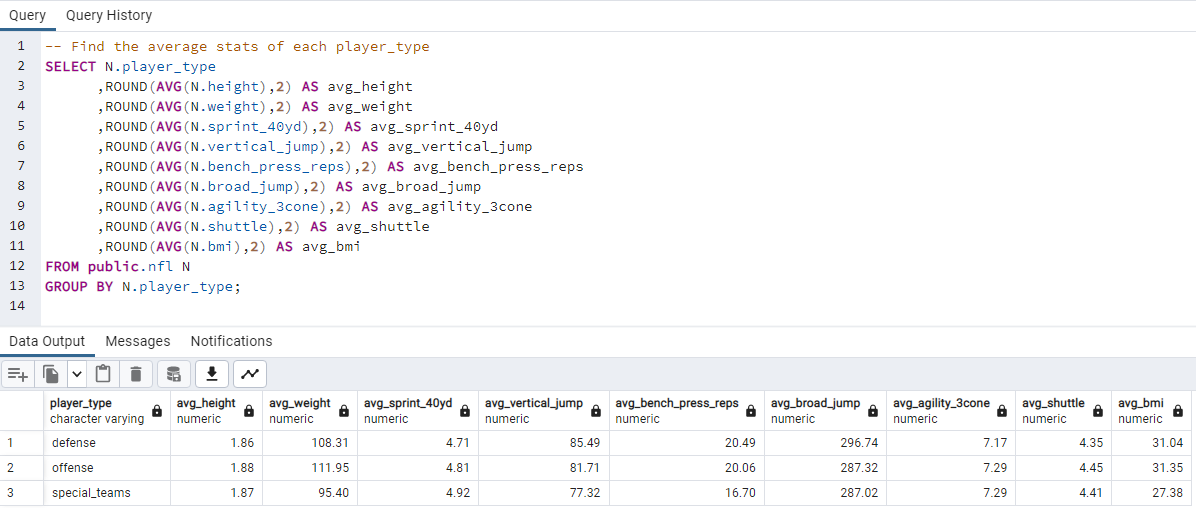 Query Query History
1 -- Find the average stats of each player_type
2 SELECT N.player_type
3 ,ROUND(AVG(N.height),2) AS avg_height
4 ,ROUND(AVG(N.weight),2) AS avg_weight
5 ,ROUND(AVG(N.sprint_40yd),2) AS avg_sprint_40yd
6 ,ROUND(AVG(N.vertical_jump),2) AS avg_vertical_jump
7 ,ROUND(AVG(N.bench_press_reps),2) AS avg_bench_press_reps
8 ,ROUND(AVG(N.broad_jump),2) AS avg_broad_jump
9 ,ROUND(AVG(N.agility_3cone),2) AS avg_agility_3cone
10 ,ROUND(AVG(N.shuttle),2) AS avg_shuttle
11 ,ROUND(AVG(N.bmi),2) AS avg_bmi
12 FROM public.nfl N
13 GROUP BY N.player_type;
14
Data Output Messages Notifications
player_type avg_height avg_weight avg_sprint_40yd avg_vertical_jump avg_bench_press_reps avg_broad_jump avg_agility_3cone avg_shuttle avg_bmi
character varying numeric numeric numeric numeric numeric numeric numeric numeric numeric
1 defense 1.86 108.31 4.71 85.49 20.49 296.74 7.17 4.35 31.04
2 offense 1.88 111.95 4.81 81.71 20.06 287.32 7.29 4.45 31.35
3 special_teams 1.87 95.40 4.92 77.32 16.70 287.02 7.29 4.41 27.38